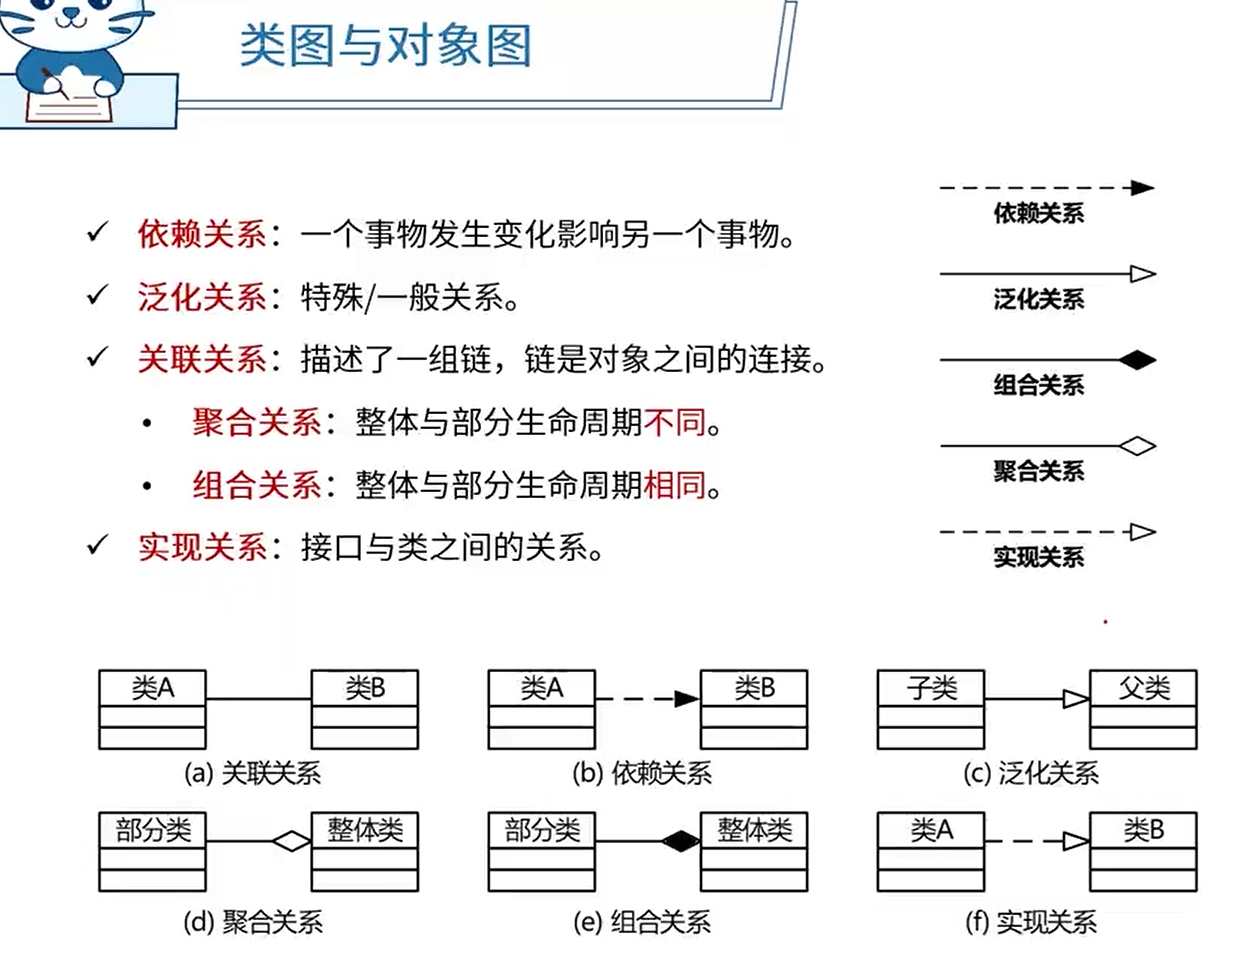 类图与对象图
✓ 依赖关系：一个事物发生变化影响另一个事物。
✓ 泛化关系：特殊/一般关系。
✓ 关联关系：描述了一组链，链是对象之间的连接。
• 聚合关系：整体与部分生命周期不同。
• 组合关系：整体与部分生命周期相同。
✓ 实现关系：接口与类之间的关系。
依赖关系
泛化关系
组合关系
聚合关系
实现关系
类A 类B
(a) 关联关系
类A 类B
(b) 依赖关系
子类 父类
(c) 泛化关系
部分类 整体类
(d) 聚合关系
部分类 整体类
(e) 组合关系
类A 类B
(f) 实现关系